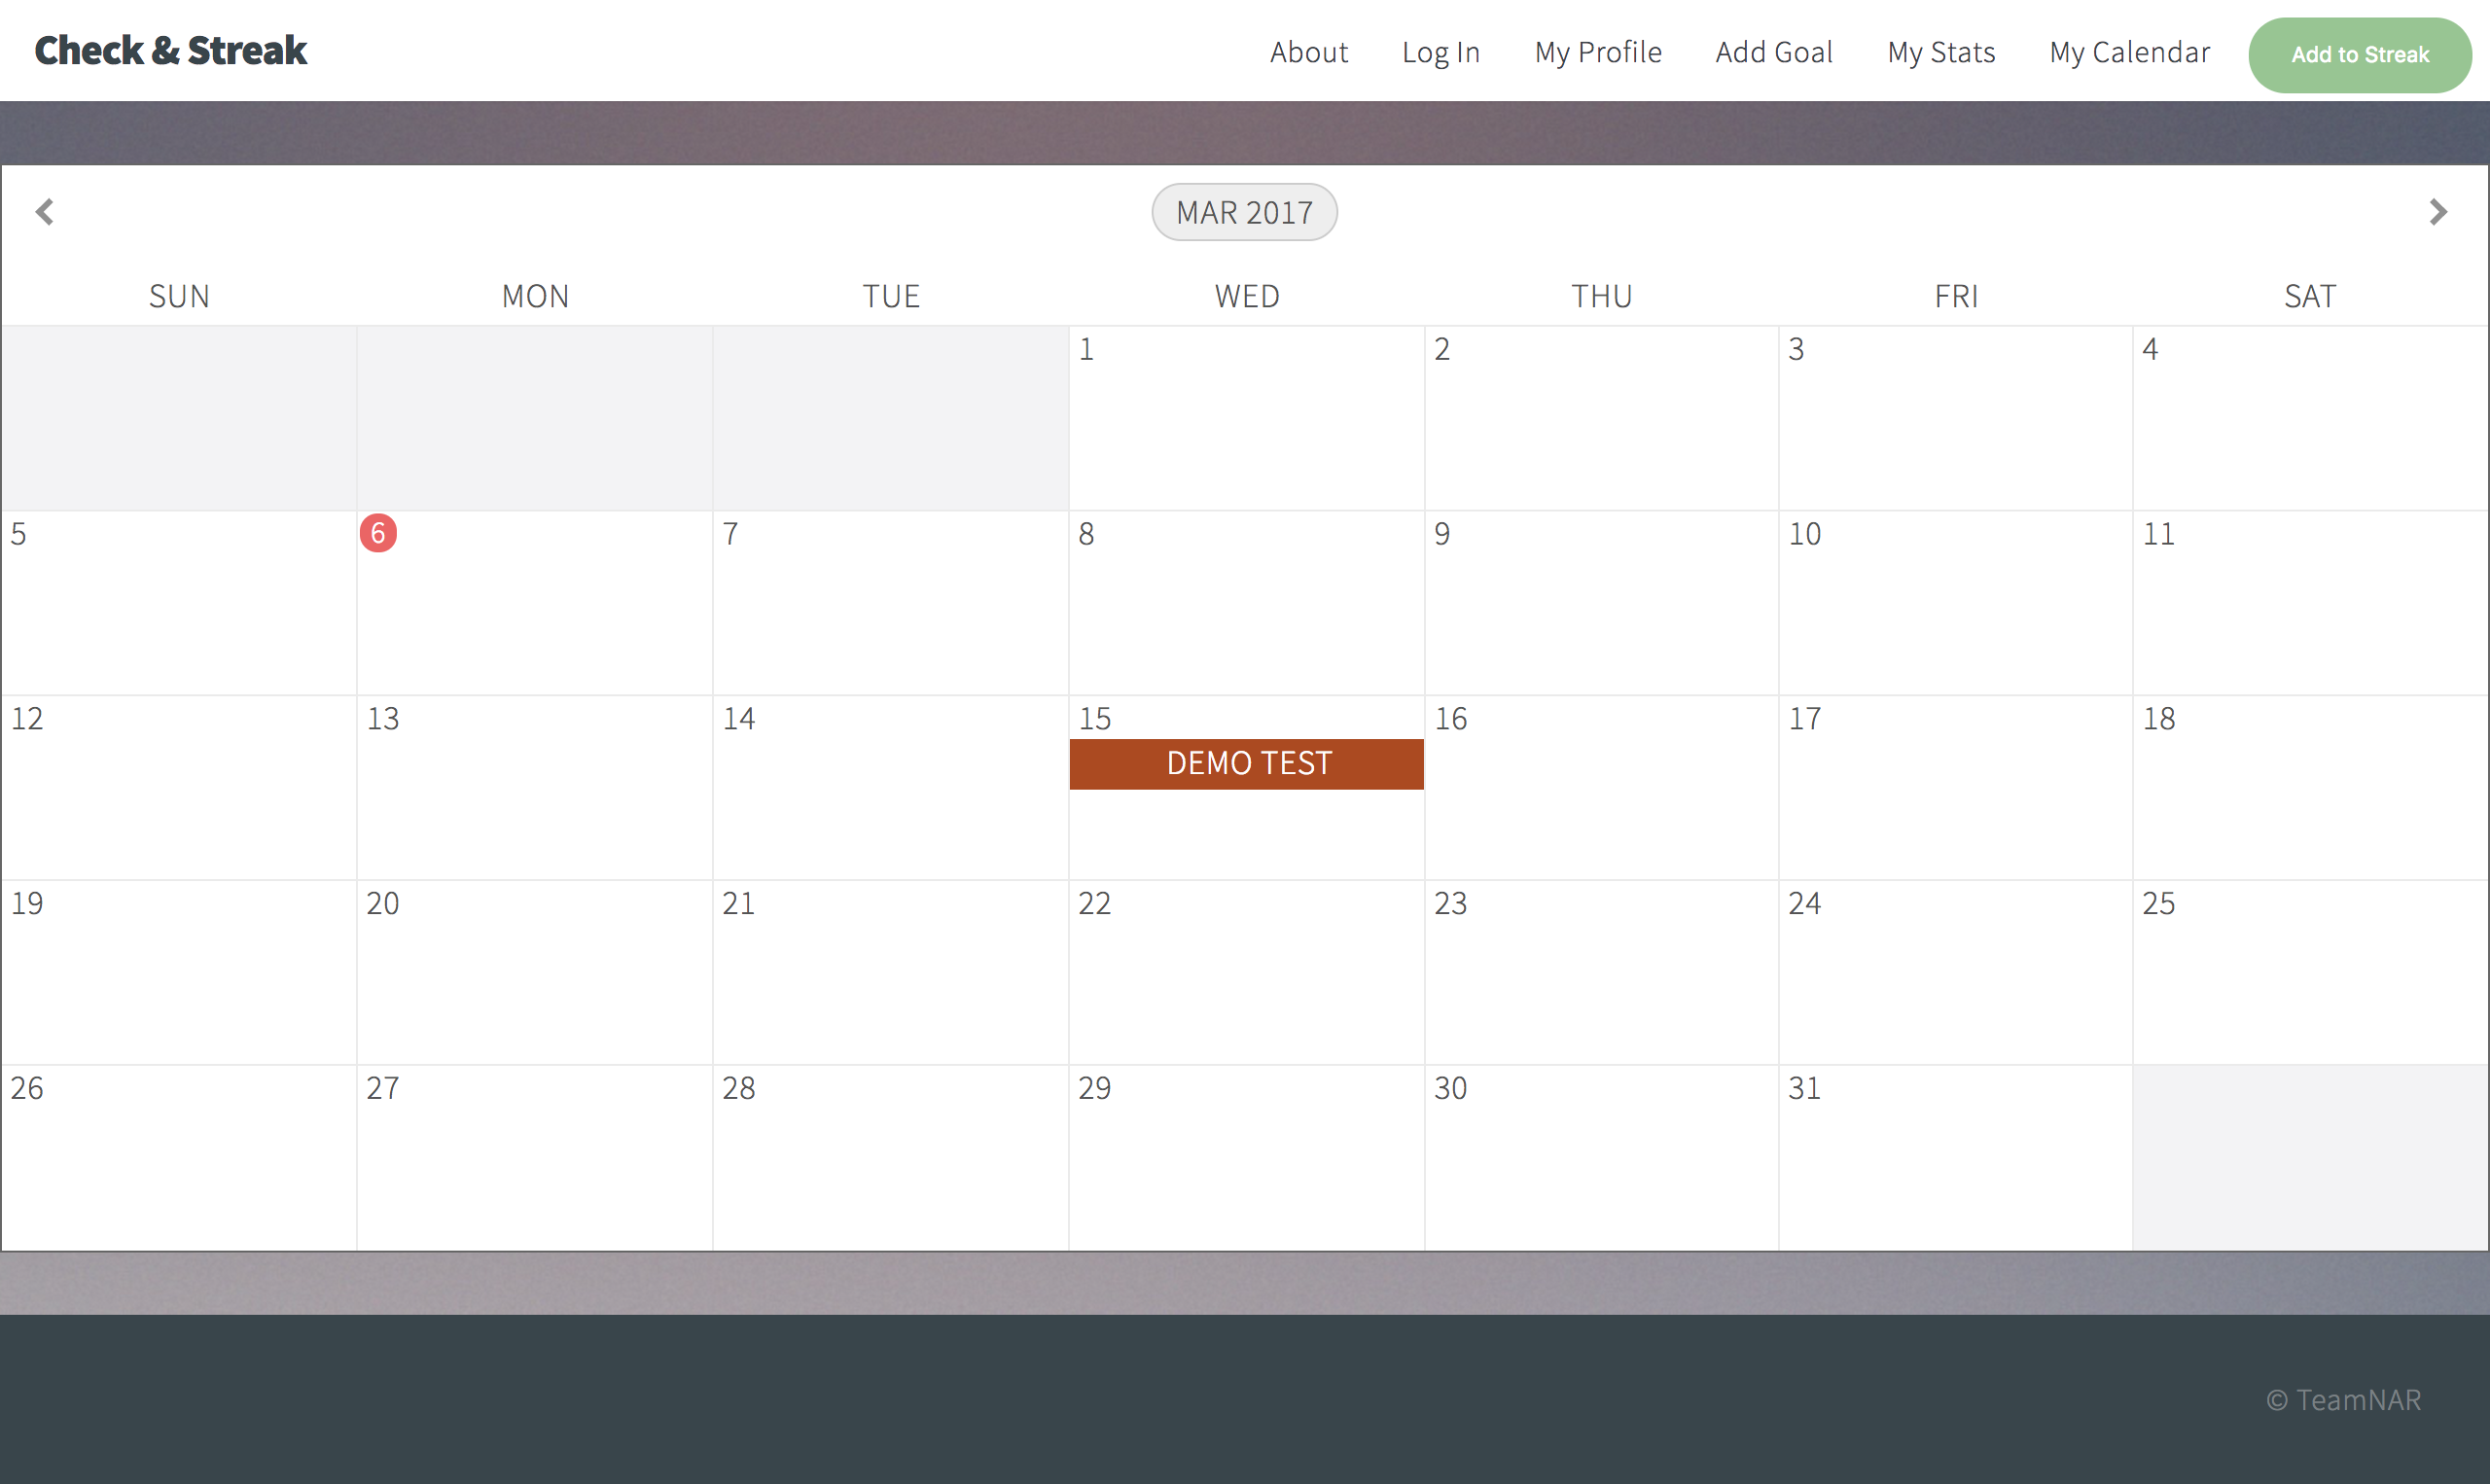 Check & Streak
About Log In My Profile Add Goal My Stats My Calendar Add to Streak
MAR 2017
SUN MON TUE WED THU FRI SAT
1 2 3 4
5 6 7 8 9 10 11
12 13 14 15 16 17 18
DEMO TEST
19 20 21 22 23 24 25
26 27 28 29 30 31
© TeamNAR